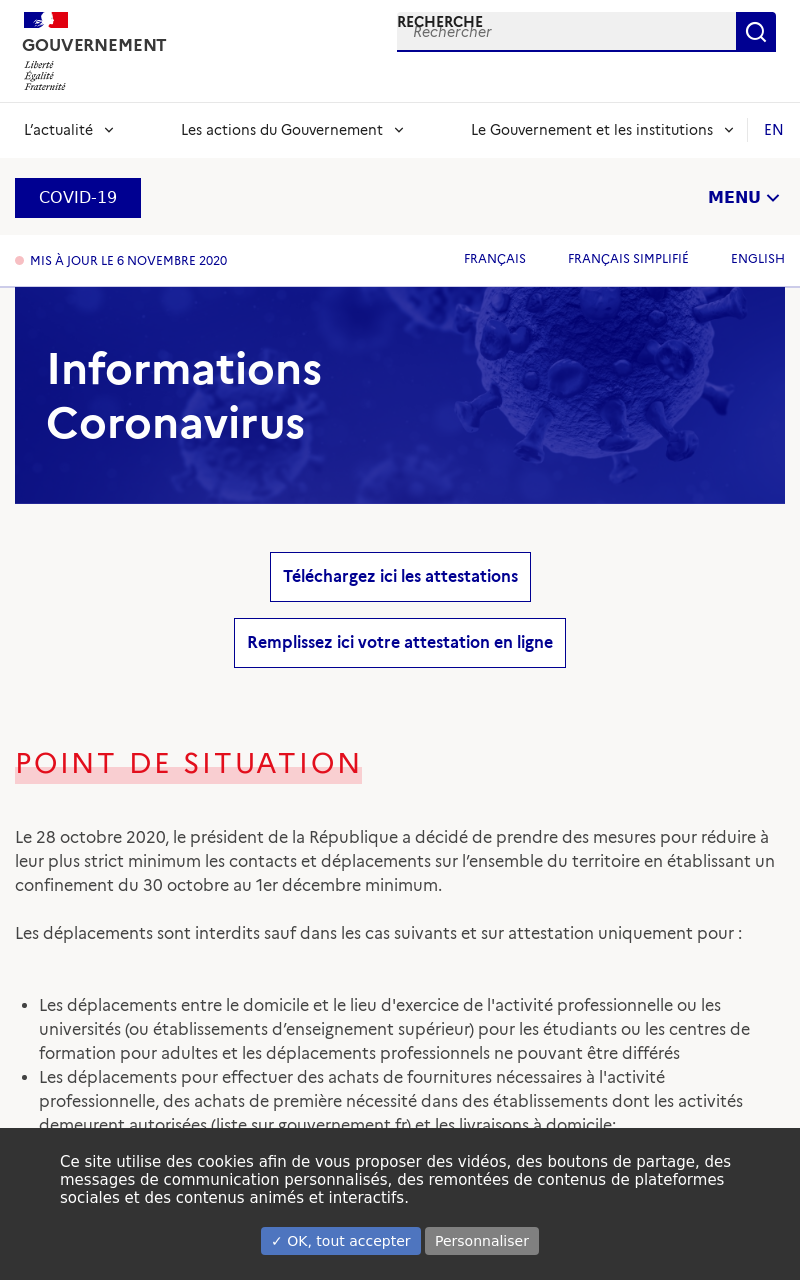 GOUVERNEMENT
Liberté
Égalité
Fraternité
RECHERCHE
Rechercher
L’actualité
Les actions du Gouvernement
Le Gouvernement et les institutions
EN
COVID-19
MENU
MIS À JOUR LE 6 NOVEMBRE 2020
FRANÇAIS
FRANÇAIS SIMPLIFIÉ
ENGLISH
Informations
Coronavirus
Téléchargez ici les attestations
Remplissez ici votre attestation en ligne
POINT DE SITUATION
Le 28 octobre 2020, le président de la République a décidé de prendre des mesures pour réduire à
leur plus strict minimum les contacts et déplacements sur l’ensemble du territoire en établissant un
confinement du 30 octobre au 1er décembre minimum.
Les déplacements sont interdits sauf dans les cas suivants et sur attestation uniquement pour :
• Les déplacements entre le domicile et le lieu d'exercice de l'activité professionnelle ou les
universités (ou établissements d’enseignement supérieur) pour les étudiants ou les centres de
formation pour adultes et les déplacements professionnels ne pouvant être différés
• Les déplacements pour effectuer des achats de fournitures nécessaires à l'activité
professionnelle, des achats de première nécessité dans des établissements dont les activités
demeurent autorisées (liste sur gouvernement.fr) et les livraisons à domicile;
Ce site utilise des cookies afin de vous proposer des vidéos, des boutons de partage, des
messages de communication personnalisés, des remontées de contenus de plateformes
sociales et des contenus animés et interactifs.
✓ OK, tout accepter
Personnaliser